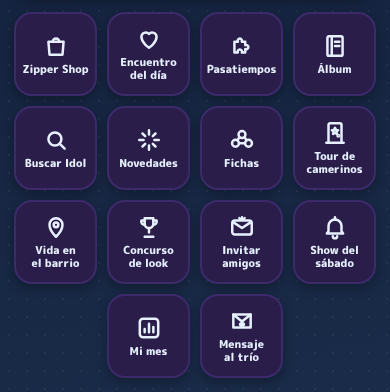 Zipper Shop
Encuentro
del día
Pasatiempos
Álbum
Buscar Idol
Novedades
Fichas
Tour de
camerinos
Vida en
el barrio
Concurso
de look
Invitar
amigos
Show del
sábado
Mi mes
Mensaje
al trío